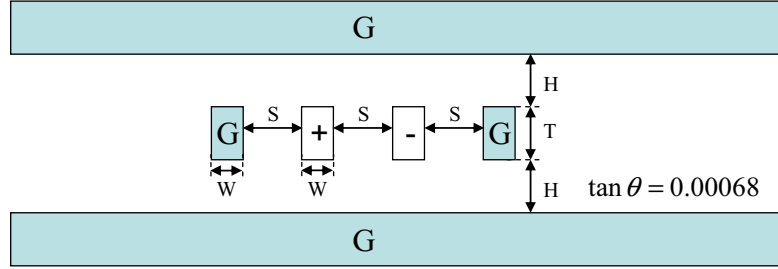 G
H
S S S
G + - G T
W W
H tan θ = 0.00068
G